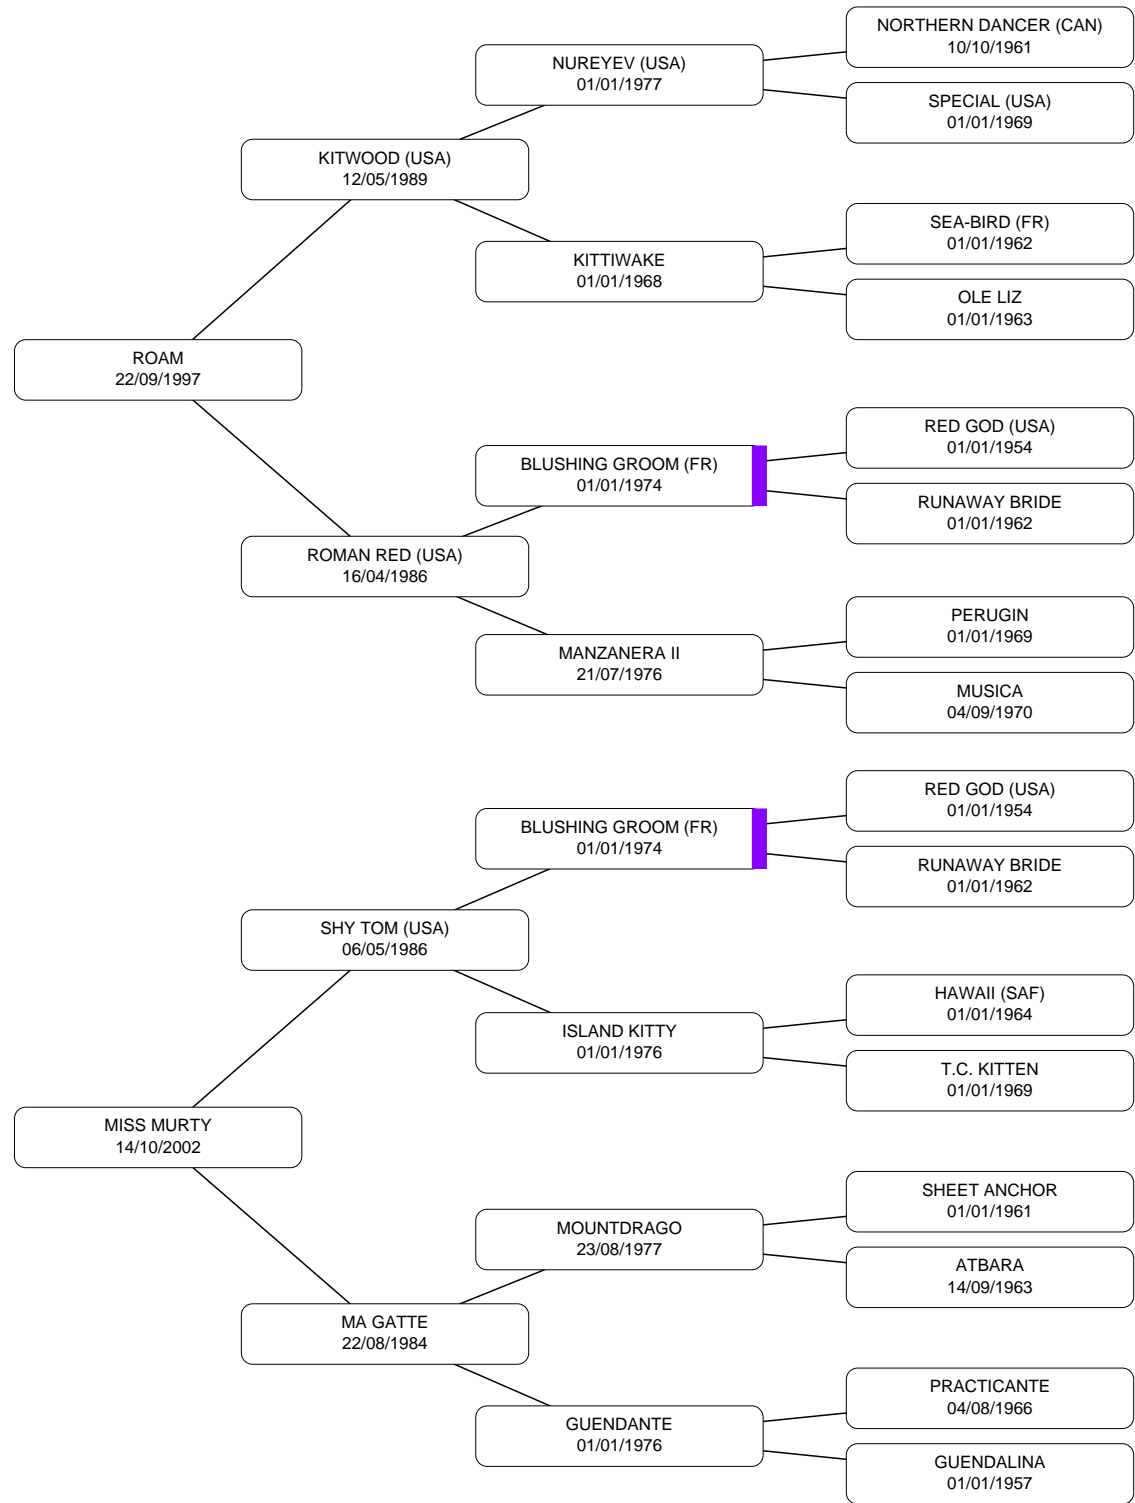 NORTHERN DANCER (CAN)
10/10/1961
NUREYEV (USA)
01/01/1977
SPECIAL (USA)
01/01/1969
KITWOOD (USA)
12/05/1989
SEA-BIRD (FR)
01/01/1962
KITTIWAKE
01/01/1968
OLE LIZ
01/01/1963
ROAM
22/09/1997
RED GOD (USA)
01/01/1954
BLUSHING GROOM (FR)
01/01/1974
RUNAWAY BRIDE
01/01/1962
ROMAN RED (USA)
16/04/1986
PERUGIN
01/01/1969
MANZANERA II
21/07/1976
MUSICA
04/09/1970
RED GOD (USA)
01/01/1954
BLUSHING GROOM (FR)
01/01/1974
RUNAWAY BRIDE
01/01/1962
SHY TOM (USA)
06/05/1986
HAWAII (SAF)
01/01/1964
ISLAND KITTY
01/01/1976
T.C. KITTEN
01/01/1969
MISS MURTY
14/10/2002
SHEET ANCHOR
01/01/1961
MOUNTDRAGO
23/08/1977
ATBARA
14/09/1963
MA GATTE
22/08/1984
PRACTICANTE
04/08/1966
GUENDANTE
01/01/1976
GUENDALINA
01/01/1957